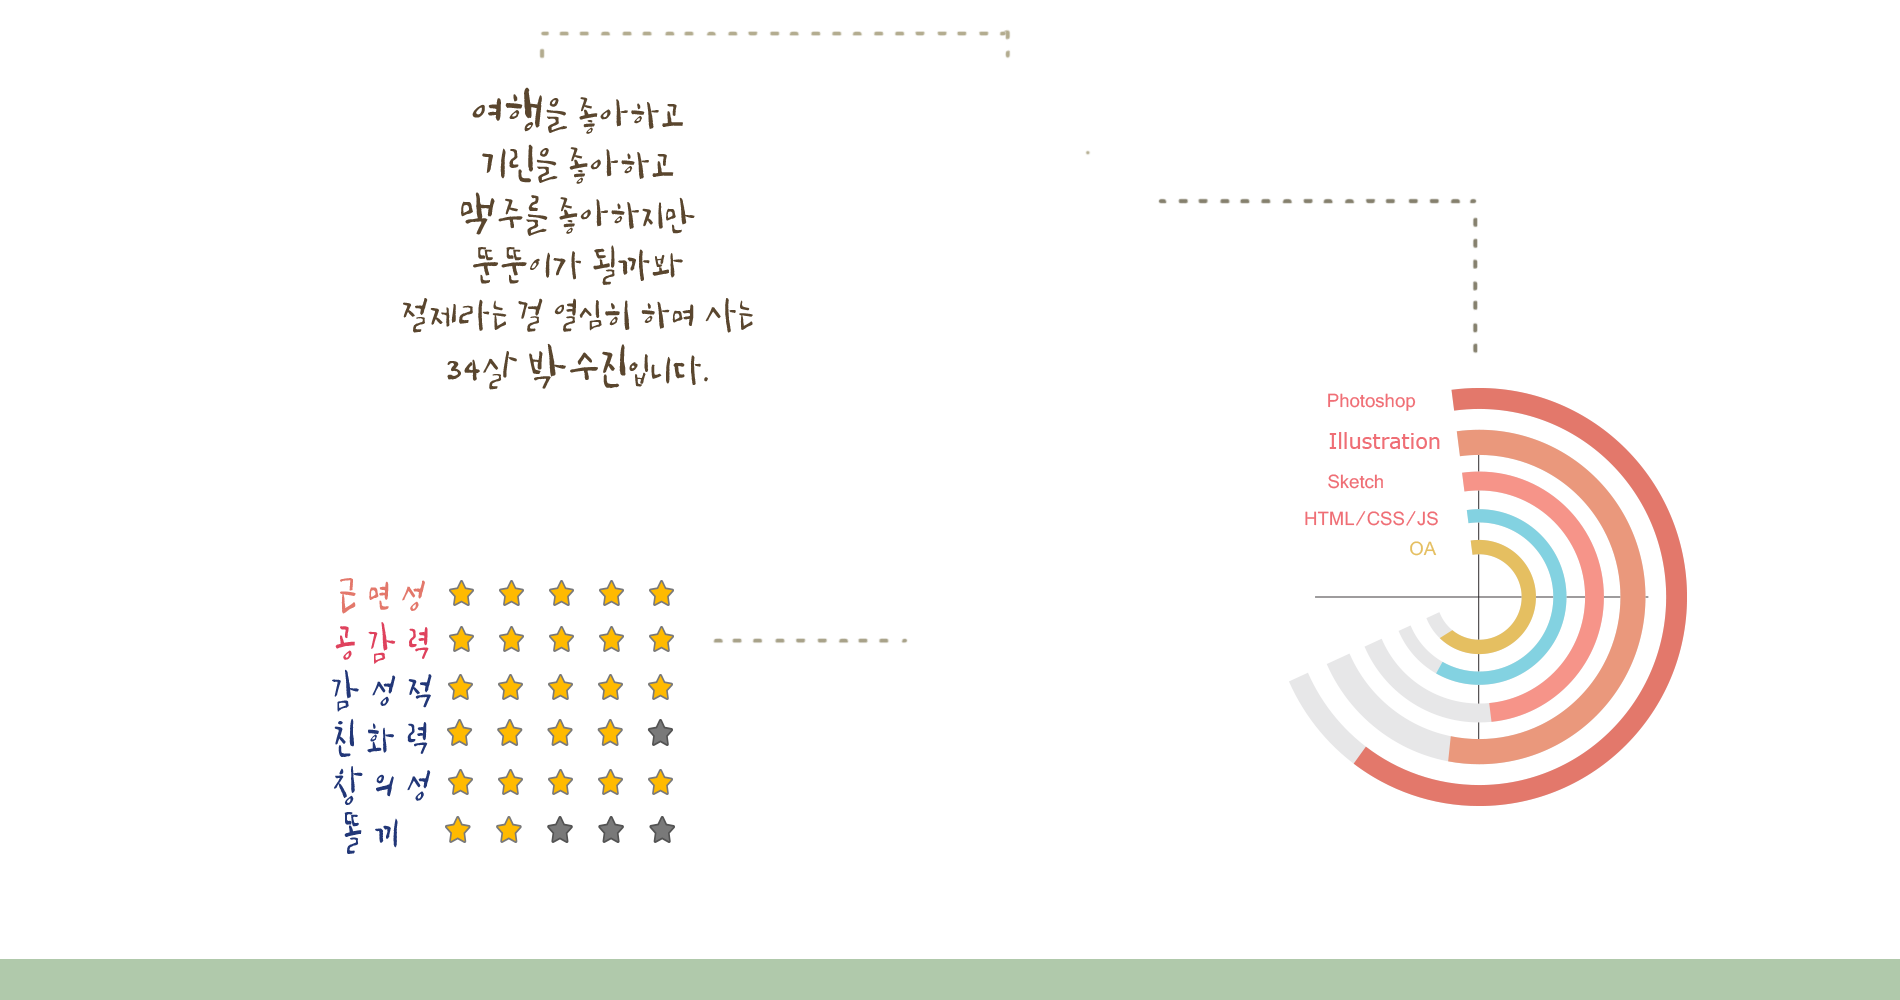 여행을 좋아하고
기린을 좋아하고
맥주를 좋아하지만
뚠뚠이가 될까봐
절제라는 걸 열심히 하며 사는
34살 박수진입니다.
Photoshop
Illustration
Sketch
HTML/CSS/JS
OA
근면성
공감력
감성적
친화력
창의성
똘끼